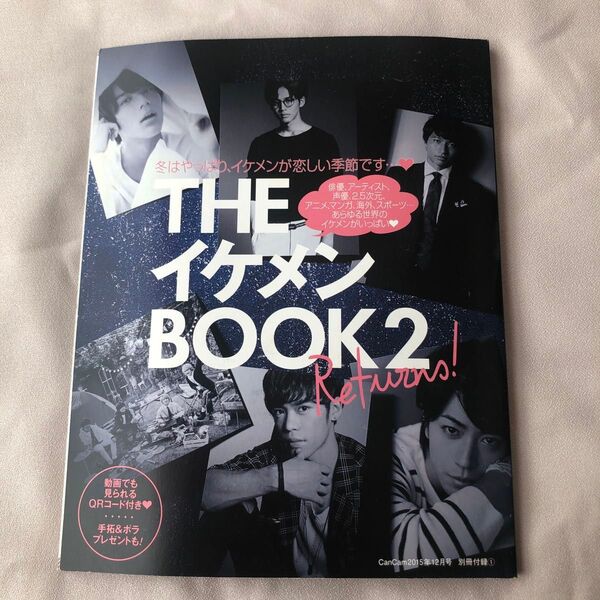 冬はやっぱり、イケメンが恋しい季節です…♥
俳優、アーティスト、
声優、2.5次元、
アニメ、マンガ、海外、スポーツ…
あらゆる世界の
イケメンがいっぱい♥
THE
イケメン
BOOK2
Returns!
動画でも
見られる
QRコード付き♥
・・・・・
手拓&ポラ
プレゼントも!
CanCam2015年12月号 別冊付録①